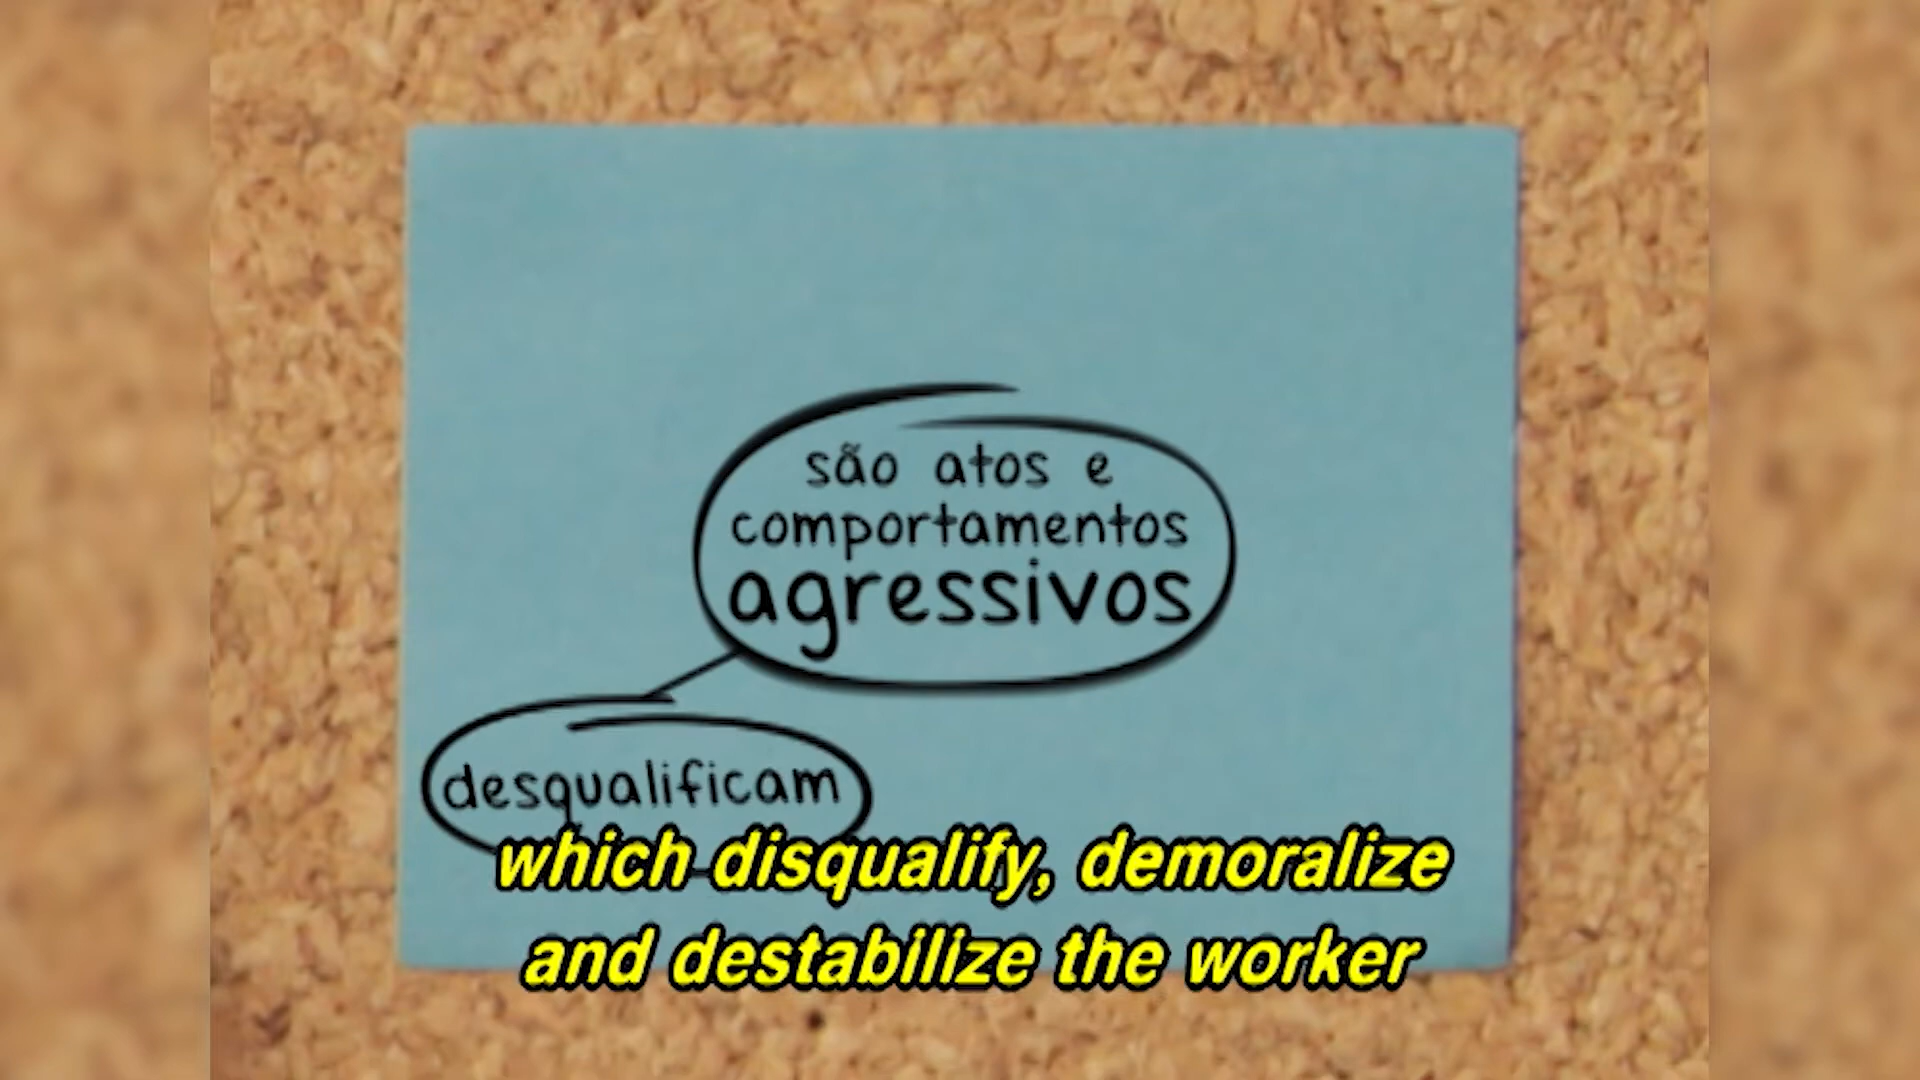 são atos e
comportamentos
agressivos
desqualificam
which disqualify, demoralize
and destabilize the worker